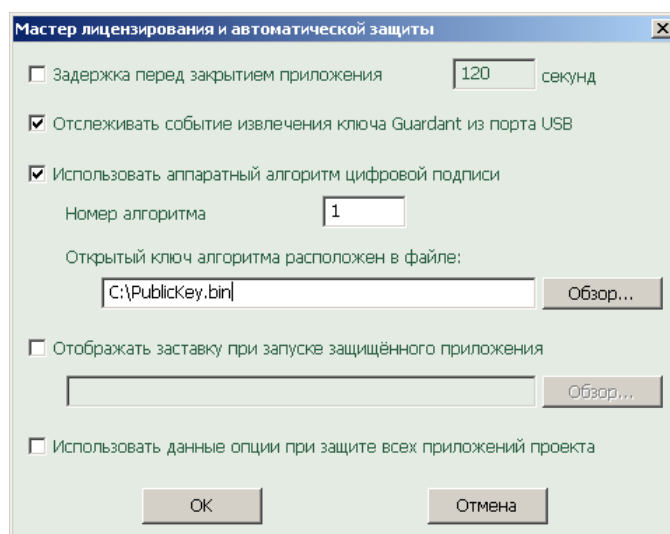 Мастер лицензирования и автоматической защиты
Задержка перед закрытием приложения 120 секунд
Отслеживать событие извлечения ключа Guardant из порта USB
Использовать аппаратный алгоритм цифровой подписи
Номер алгоритма 1
Открытый ключ алгоритма расположен в файле:
C:\PublicKey.bin Обзор...
Отображать заставку при запуске защищённого приложения
Обзор...
Использовать данные опции при защите всех приложений проекта
OK Отмена